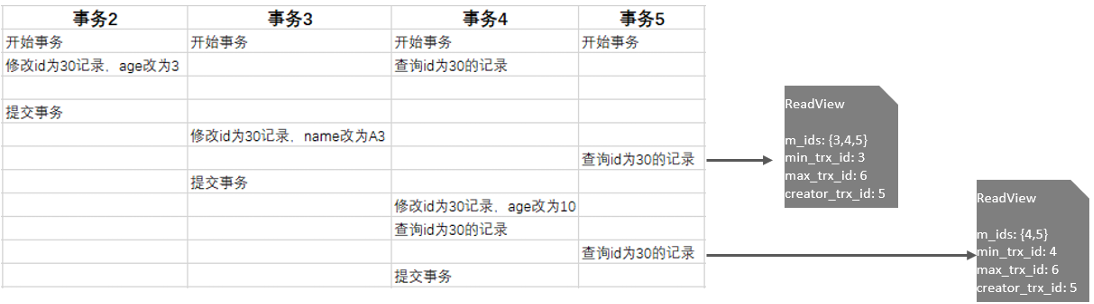 事务2 事务3 事务4 事务5
开始事务 开始事务 开始事务 开始事务
修改id为30记录，age改为3 查询id为30的记录
提交事务
修改id为30记录，name改为A3
查询id为30的记录
提交事务
修改id为30记录，age改为10
查询id为30的记录
查询id为30的记录
提交事务
ReadView
m_ids: {3,4,5}
min_trx_id: 3
max_trx_id: 6
creator_trx_id: 5
ReadView
m_ids: {4,5}
min_trx_id: 4
max_trx_id: 6
creator_trx_id: 5